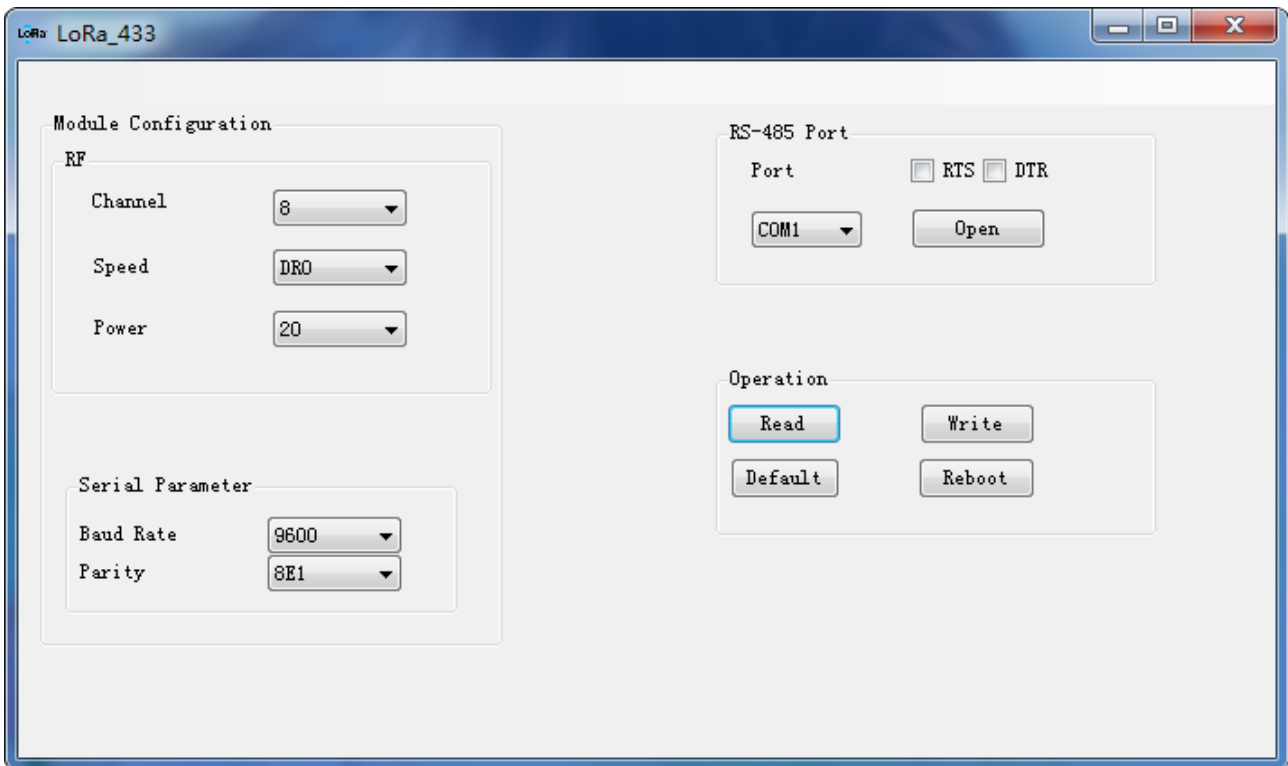 LoRa LoRa_433
Module Configuration
RF
Channel 8
Speed DR0
Power 20
Serial Parameter
Baud Rate 9600
Parity 8E1
RS-485 Port
Port RTS DTR
COM1 Open
Operation
Read Write
Default Reboot